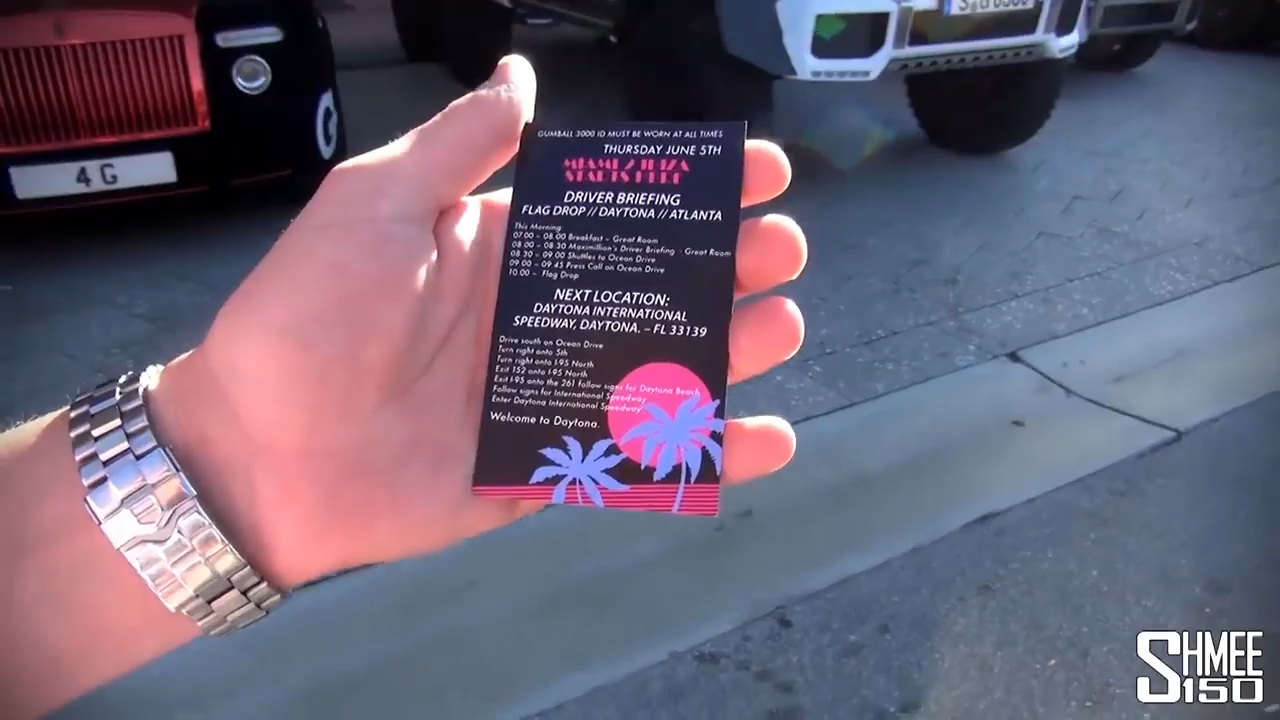 4 G
G
GUMBALL 3000 ID MUST BE WORN AT ALL TIMES
THURSDAY JUNE 5TH
MIAMI 2 IBIZA
STARTS HERE
DRIVER BRIEFING
FLAG DROP // DAYTONA // ATLANTA
This Morning:
07:00 – 08:00 Breakfast – Great Room
08:00 – 08:30 Maximillion's Driver Briefing - Great Room
08:30 – 09:00 Shuttles to Ocean Drive
09:00 – 09:45 Press Call on Ocean Drive
10:00 – Flag Drop
NEXT LOCATION:
DAYTONA INTERNATIONAL
SPEEDWAY, DAYTONA. – FL 33139
Drive south on Ocean Drive
Turn right onto 5th
Turn right onto I-95 North
Exit 152 onto I-95 North
Exit I-95 onto the 261 follow signs for Daytona Beach
Follow signs for International Speedway
Enter Daytona International Speedway
Welcome to Daytona.
SHMEE
150